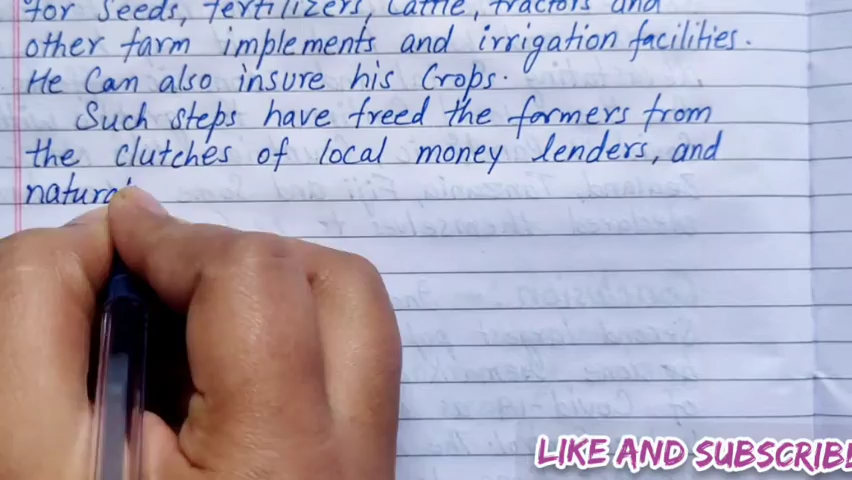 for Seeds, fertilizers, Cattle, tractors and
other farm implements and irrigation facilities.
He Can also insure his Crops.
Such steps have freed the farmers from
the clutches of local money lenders, and
natura
LIKE AND SUBSCRIBE